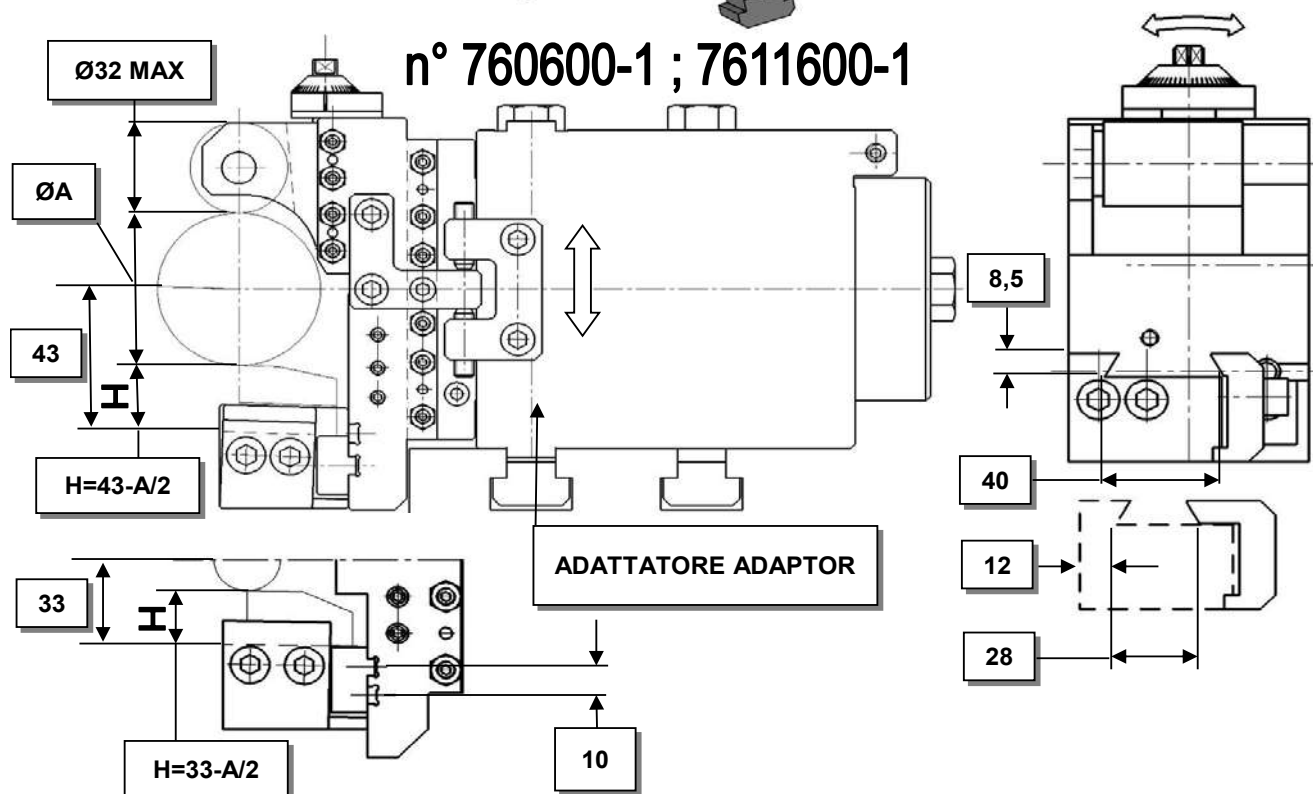 n° 760600-1 ; 7611600-1
Ø32 MAX
ØA
43
H
H=43-A/2
8,5
40
ADATTATORE ADAPTOR
12
28
33
H
H=33-A/2
10